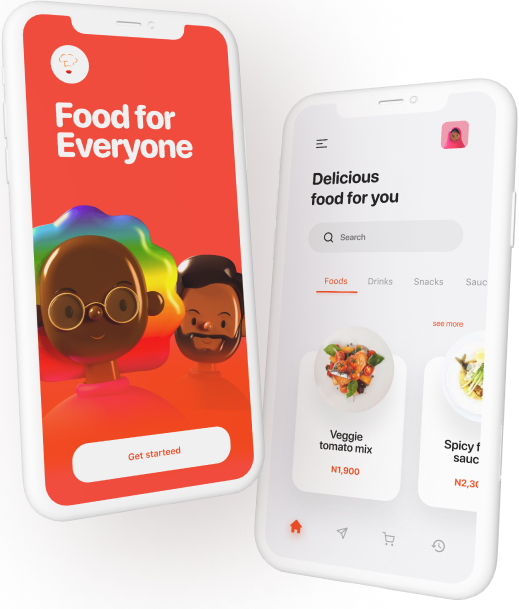 Food for
Everyone
Get starteed
Delicious
food for you
Search
Foods Drinks Snacks Sauc
see more
Veggie
tomato mix
N1,900
Spicy f
sauc
N2,30